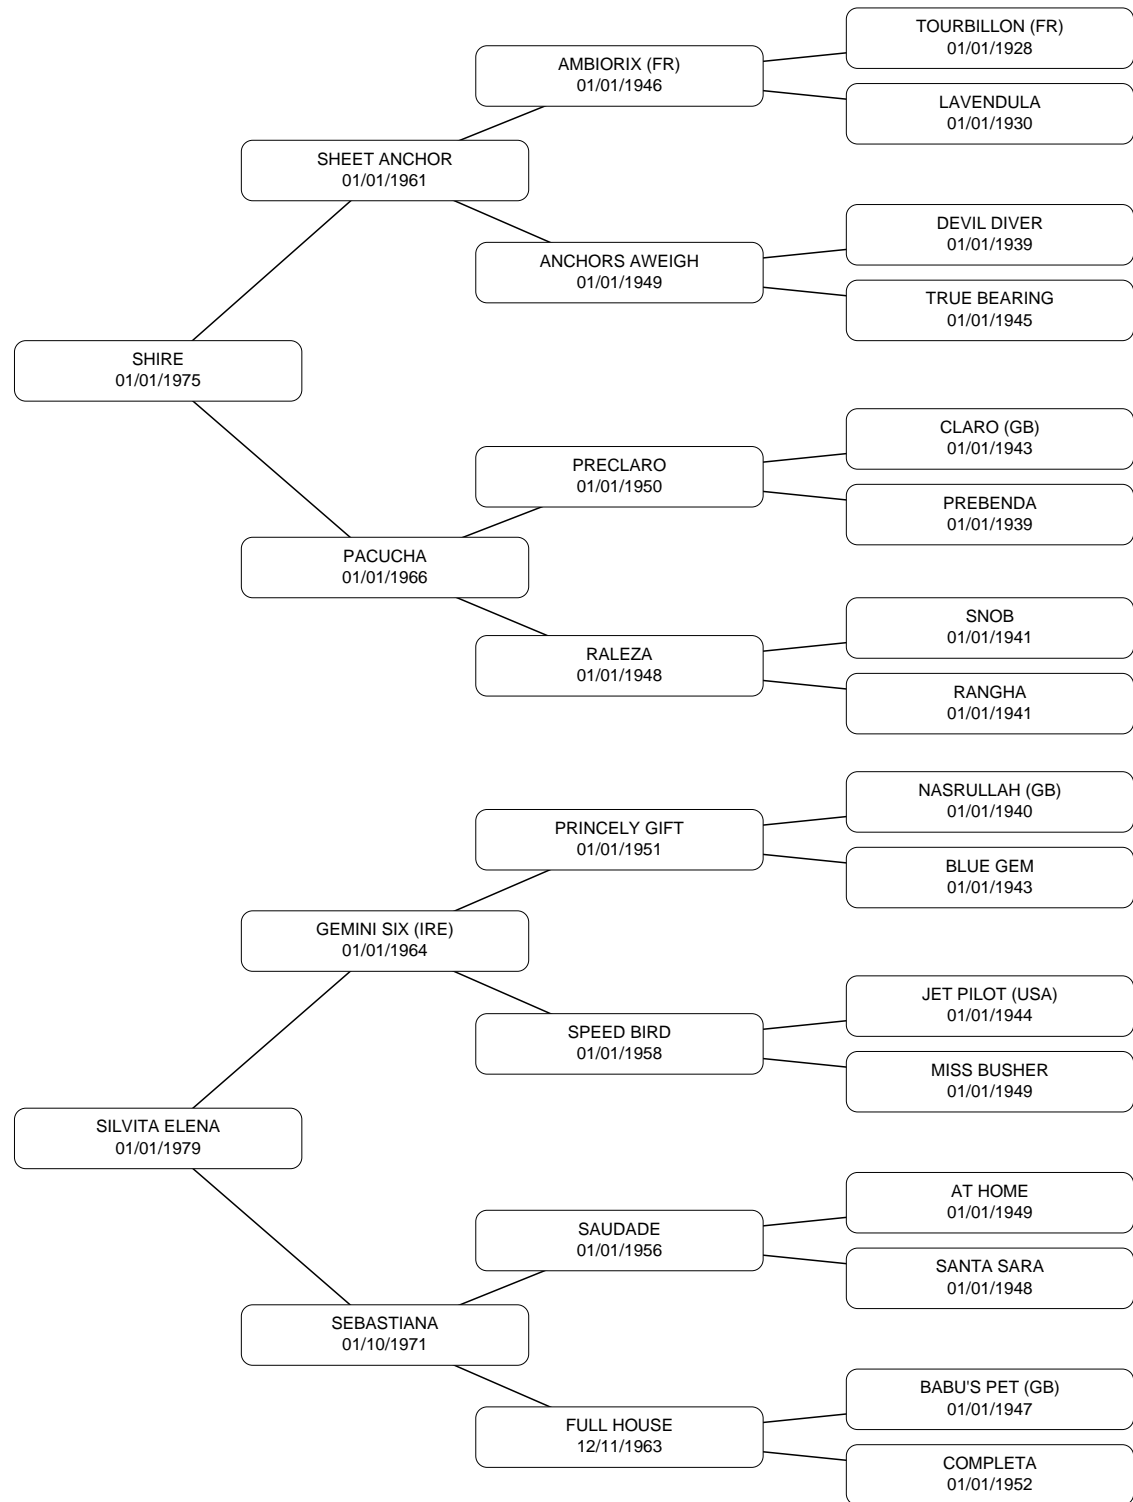 TOURBILLON (FR)
01/01/1928
AMBIORIX (FR)
01/01/1946
LAVENDULA
01/01/1930
SHEET ANCHOR
01/01/1961
DEVIL DIVER
01/01/1939
ANCHORS AWEIGH
01/01/1949
TRUE BEARING
01/01/1945
SHIRE
01/01/1975
CLARO (GB)
01/01/1943
PRECLARO
01/01/1950
PREBENDA
01/01/1939
PACUCHA
01/01/1966
SNOB
01/01/1941
RALEZA
01/01/1948
RANGHA
01/01/1941
NASRULLAH (GB)
01/01/1940
PRINCELY GIFT
01/01/1951
BLUE GEM
01/01/1943
GEMINI SIX (IRE)
01/01/1964
JET PILOT (USA)
01/01/1944
SPEED BIRD
01/01/1958
MISS BUSHER
01/01/1949
SILVITA ELENA
01/01/1979
AT HOME
01/01/1949
SAUDADE
01/01/1956
SANTA SARA
01/01/1948
SEBASTIANA
01/10/1971
BABU'S PET (GB)
01/01/1947
FULL HOUSE
12/11/1963
COMPLETA
01/01/1952